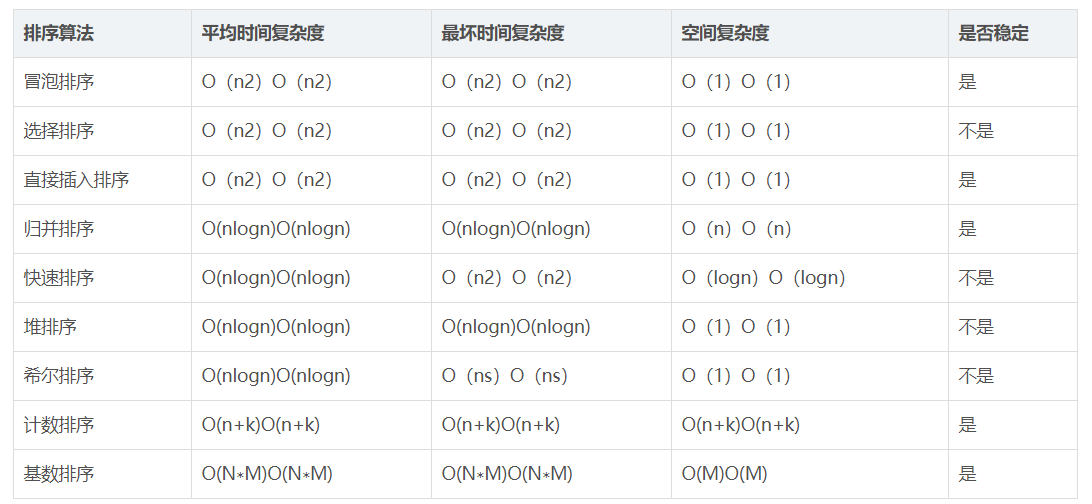 排序算法 平均时间复杂度 最坏时间复杂度 空间复杂度 是否稳定
冒泡排序 O（n2）O（n2） O（n2）O（n2） O（1）O（1） 是
选择排序 O（n2）O（n2） O（n2）O（n2） O（1）O（1） 不是
直接插入排序 O（n2）O（n2） O（n2）O（n2） O（1）O（1） 是
归并排序 O(nlogn)O(nlogn) O(nlogn)O(nlogn) O（n）O（n） 是
快速排序 O(nlogn)O(nlogn) O（n2）O（n2） O（logn）O（logn） 不是
堆排序 O(nlogn)O(nlogn) O(nlogn)O(nlogn) O（1）O（1） 不是
希尔排序 O(nlogn)O(nlogn) O（ns）O（ns） O（1）O（1） 不是
计数排序 O(n+k)O(n+k) O(n+k)O(n+k) O(n+k)O(n+k) 是
基数排序 O(N*M)O(N*M) O(N*M)O(N*M) O(M)O(M) 是